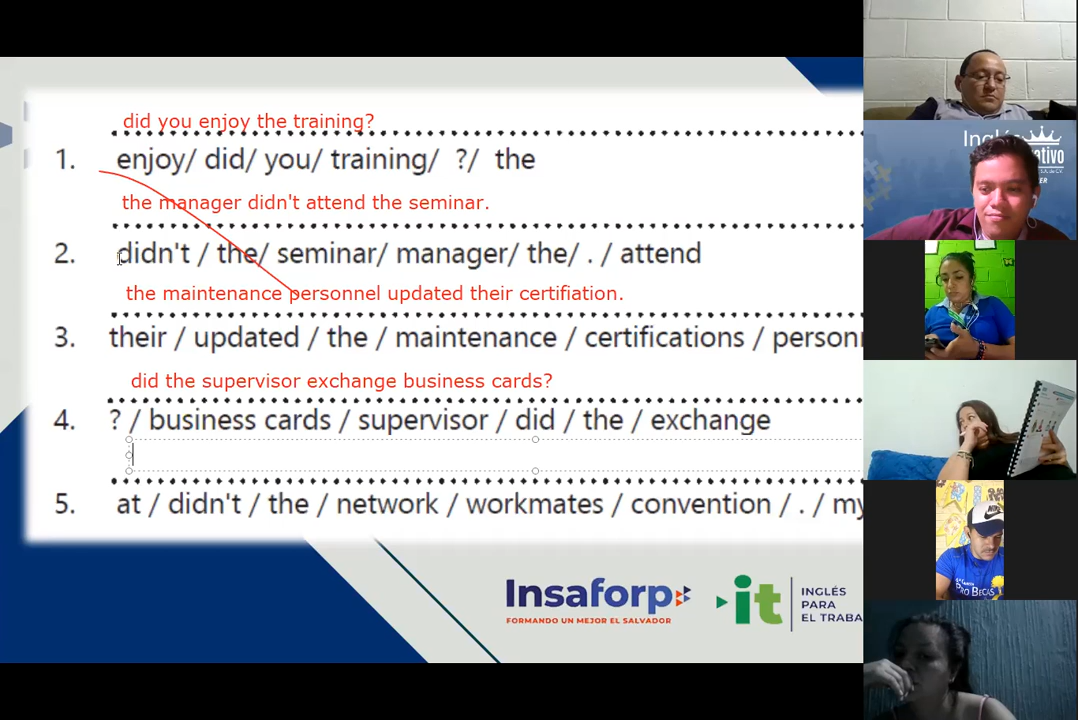 did you enjoy the training?
1. enjoy/ did/ you/ training/ ?/ the
the manager didn't attend the seminar.
2. didn't / the/ seminar/ manager/ the/ . / attend
the maintenance personnel updated their certifiation.
3. their / updated / the / maintenance / certifications /
did the supervisor exchange business cards?
4. ? / business cards / supervisor / did / the / exchange
5. at / didn't / the / network / workmates / convention / . / my
Insaforp
FORMANDO UN MEJOR EL SALVADOR
it
INGLÉS
PARA
EL
Inglés